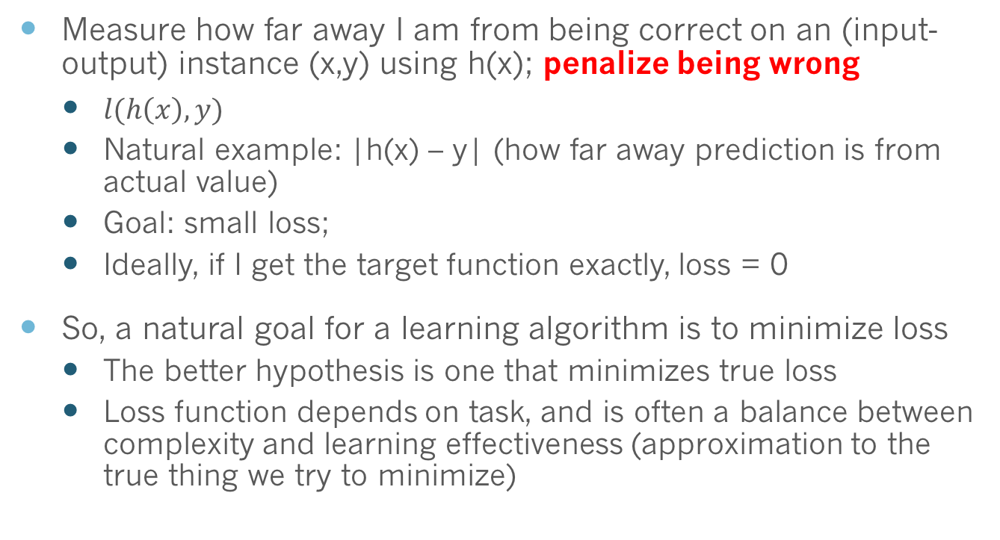 Measure how far away I am from being correct on an (input-
output) instance (x,y) using h(x); penalize being wrong
l(h(x), y)
Natural example: |h(x) – y| (how far away prediction is from
actual value)
Goal: small loss;
Ideally, if I get the target function exactly, loss = 0
So, a natural goal for a learning algorithm is to minimize loss
The better hypothesis is one that minimizes true loss
Loss function depends on task, and is often a balance between
complexity and learning effectiveness (approximation to the
true thing we try to minimize)